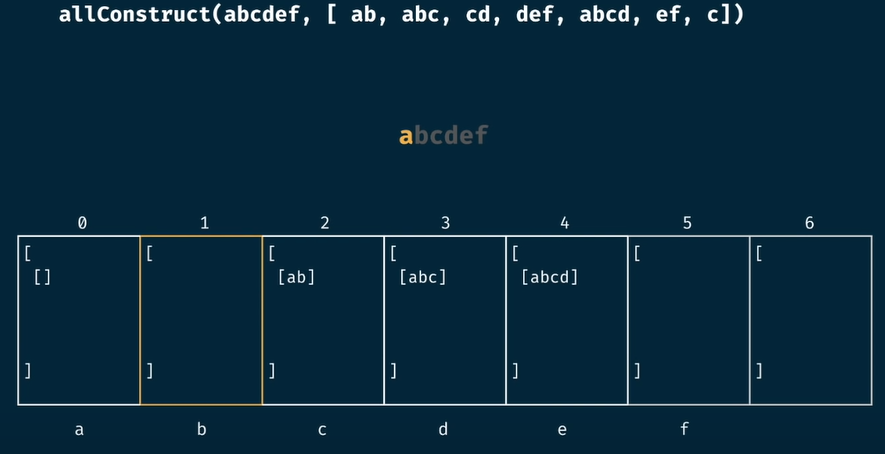 allConstruct(abcdef, [ ab, abc, cd, def, abcd, ef, c])
abcdef
0 1 2 3 4 5 6
[ [ [ [ [ [ [
[] [ab] [abc] [abcd]
] ] ] ] ] ] ]
a b c d e f